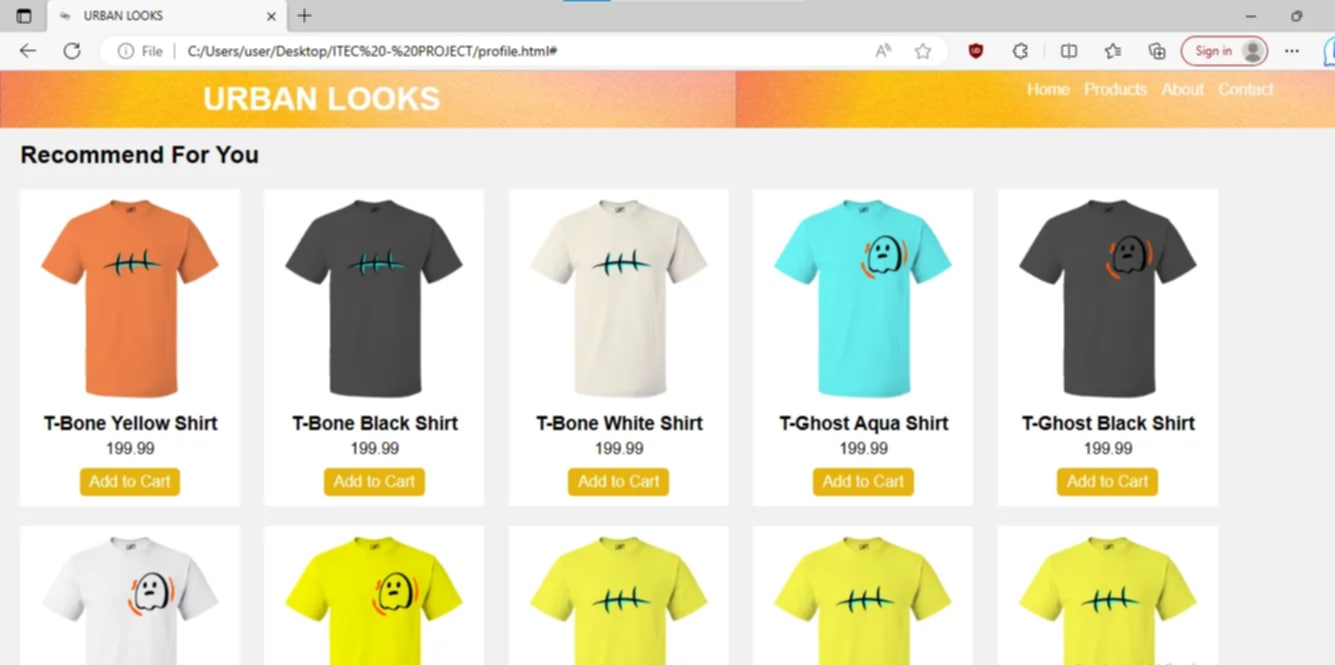 URBAN LOOKS
File
C:/Users/user/Desktop/ITEC%20-%20PROJECT/profile.html#
Sign in
URBAN LOOKS
Home Products About Contact
Recommend For You
T-Bone Yellow Shirt
199.99
Add to Cart
T-Bone Black Shirt
199.99
Add to Cart
T-Bone White Shirt
199.99
Add to Cart
T-Ghost Aqua Shirt
199.99
Add to Cart
T-Ghost Black Shirt
199.99
Add to Cart